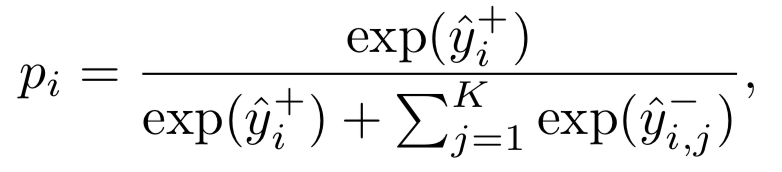 p_i = \frac{\exp(\hat{y}_i^+)}{\exp(\hat{y}_i^+) + \sum_{j=1}^{K} \exp(\hat{y}_{i,j}^-)},